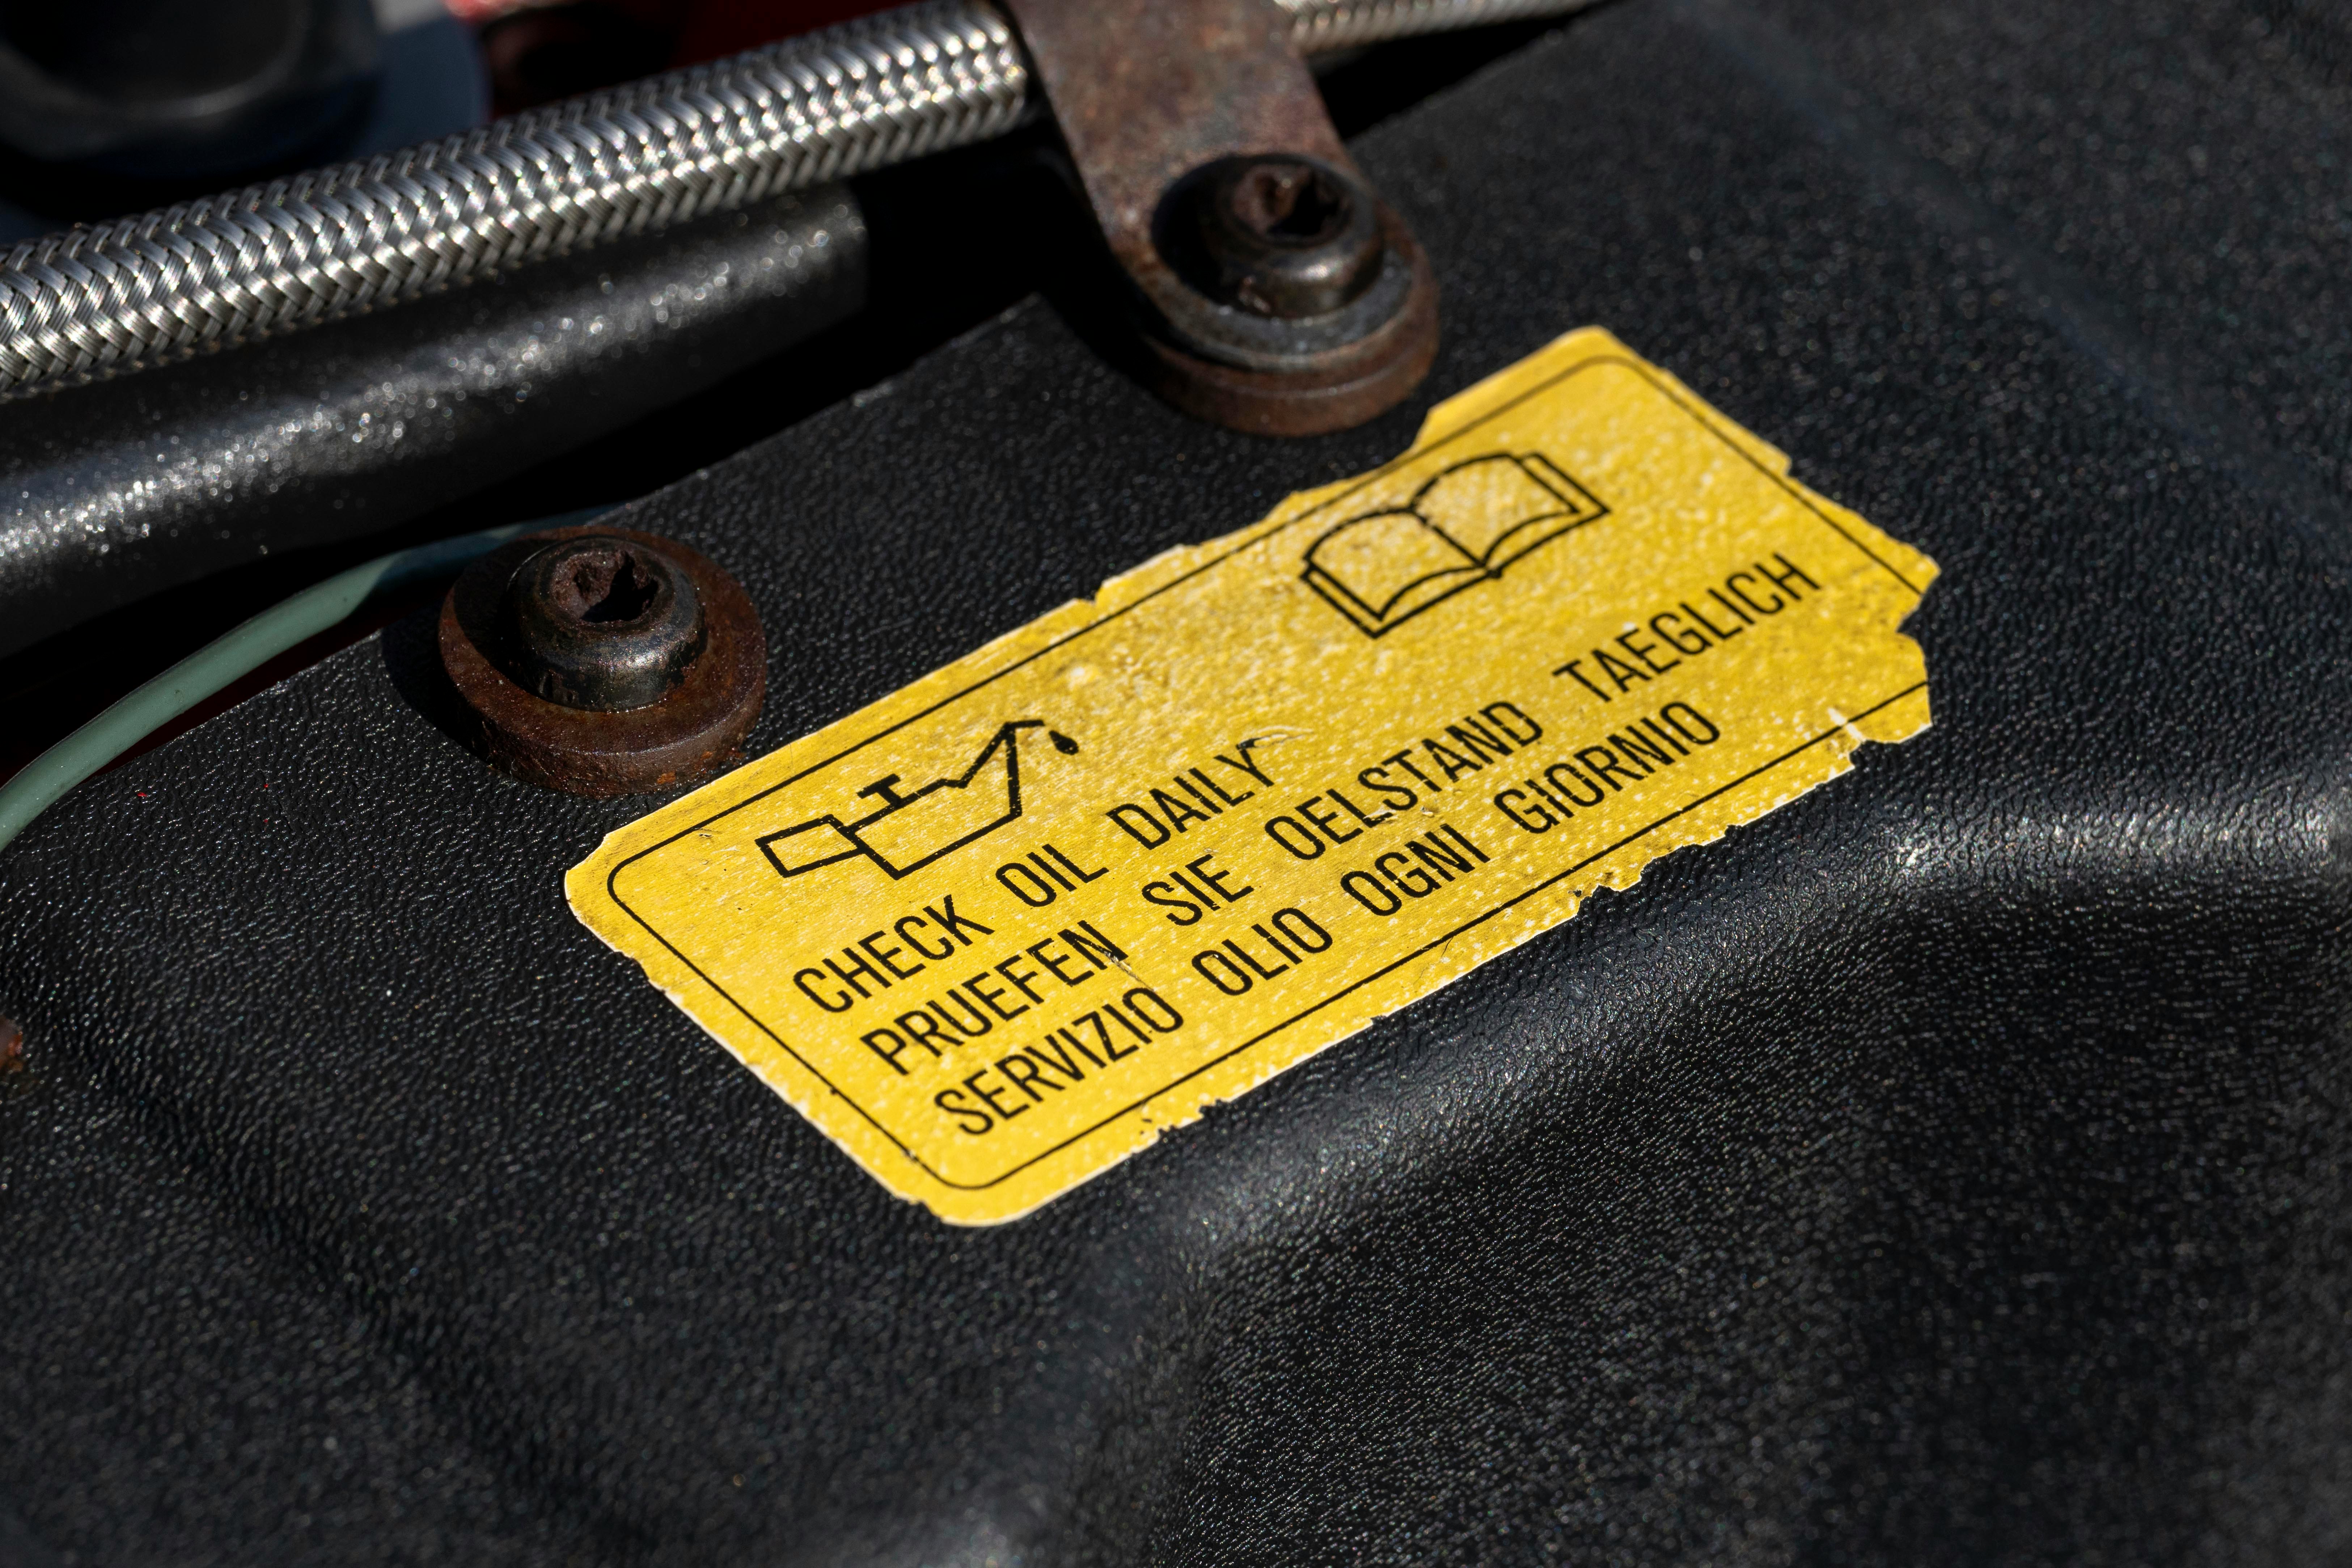 CHECK OIL DAILY
PRUEFEN SIE OELSTAND TAEGLICH
SERVIZIO OLIO OGNI GIORNIO